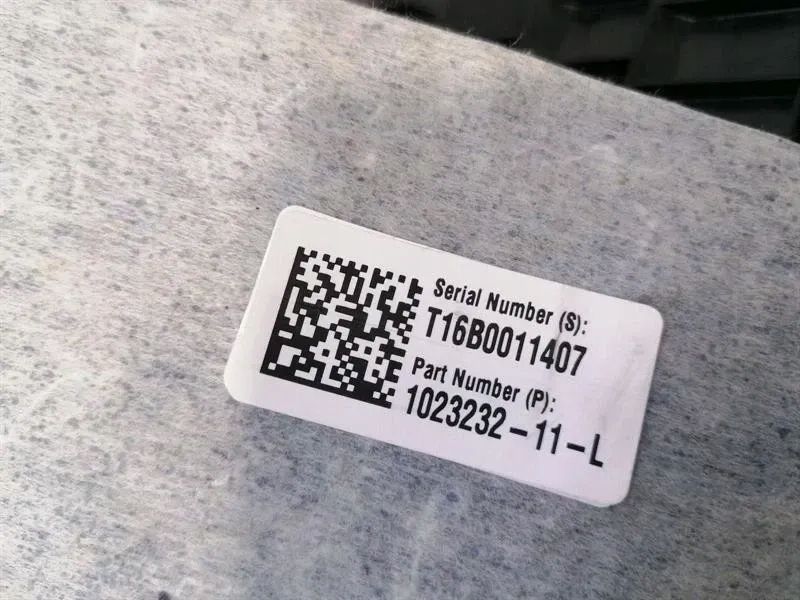 Serial Number (S):
T16B0011407
Part Number (P):
1023232-11-L